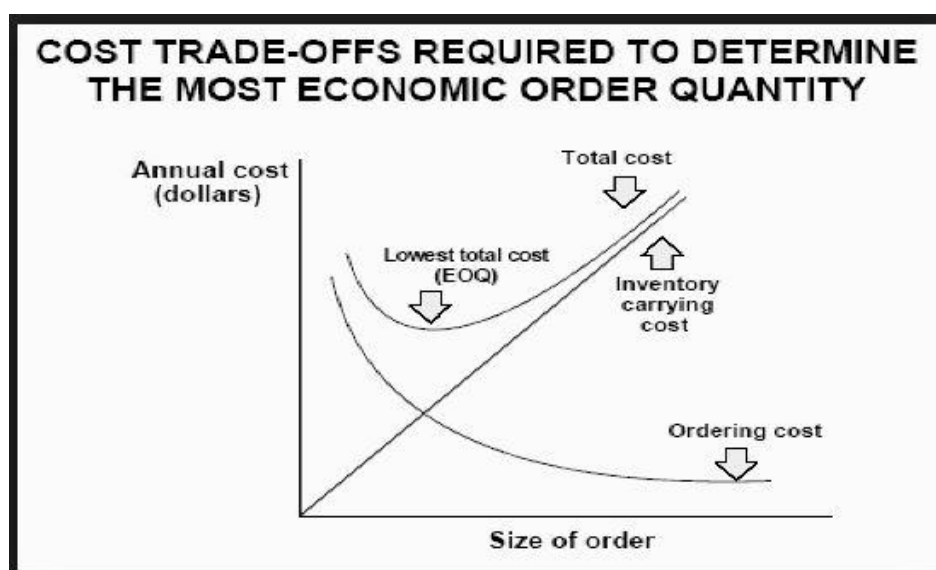 COST TRADE-OFFS REQUIRED TO DETERMINE
THE MOST ECONOMIC ORDER QUANTITY
Annual cost
(dollars)
Total cost
Lowest total cost
(EOQ)
Inventory
carrying
cost
Ordering cost
Size of order